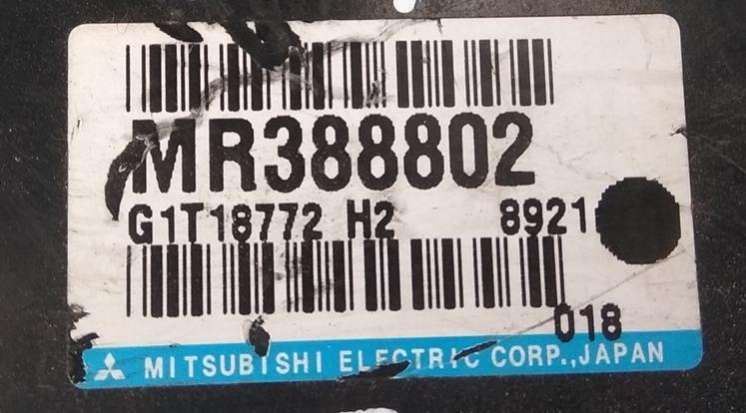 MR388802
G1T18772 H2 8921
018
MITSUBISHI ELECTRIC CORP.,JAPAN